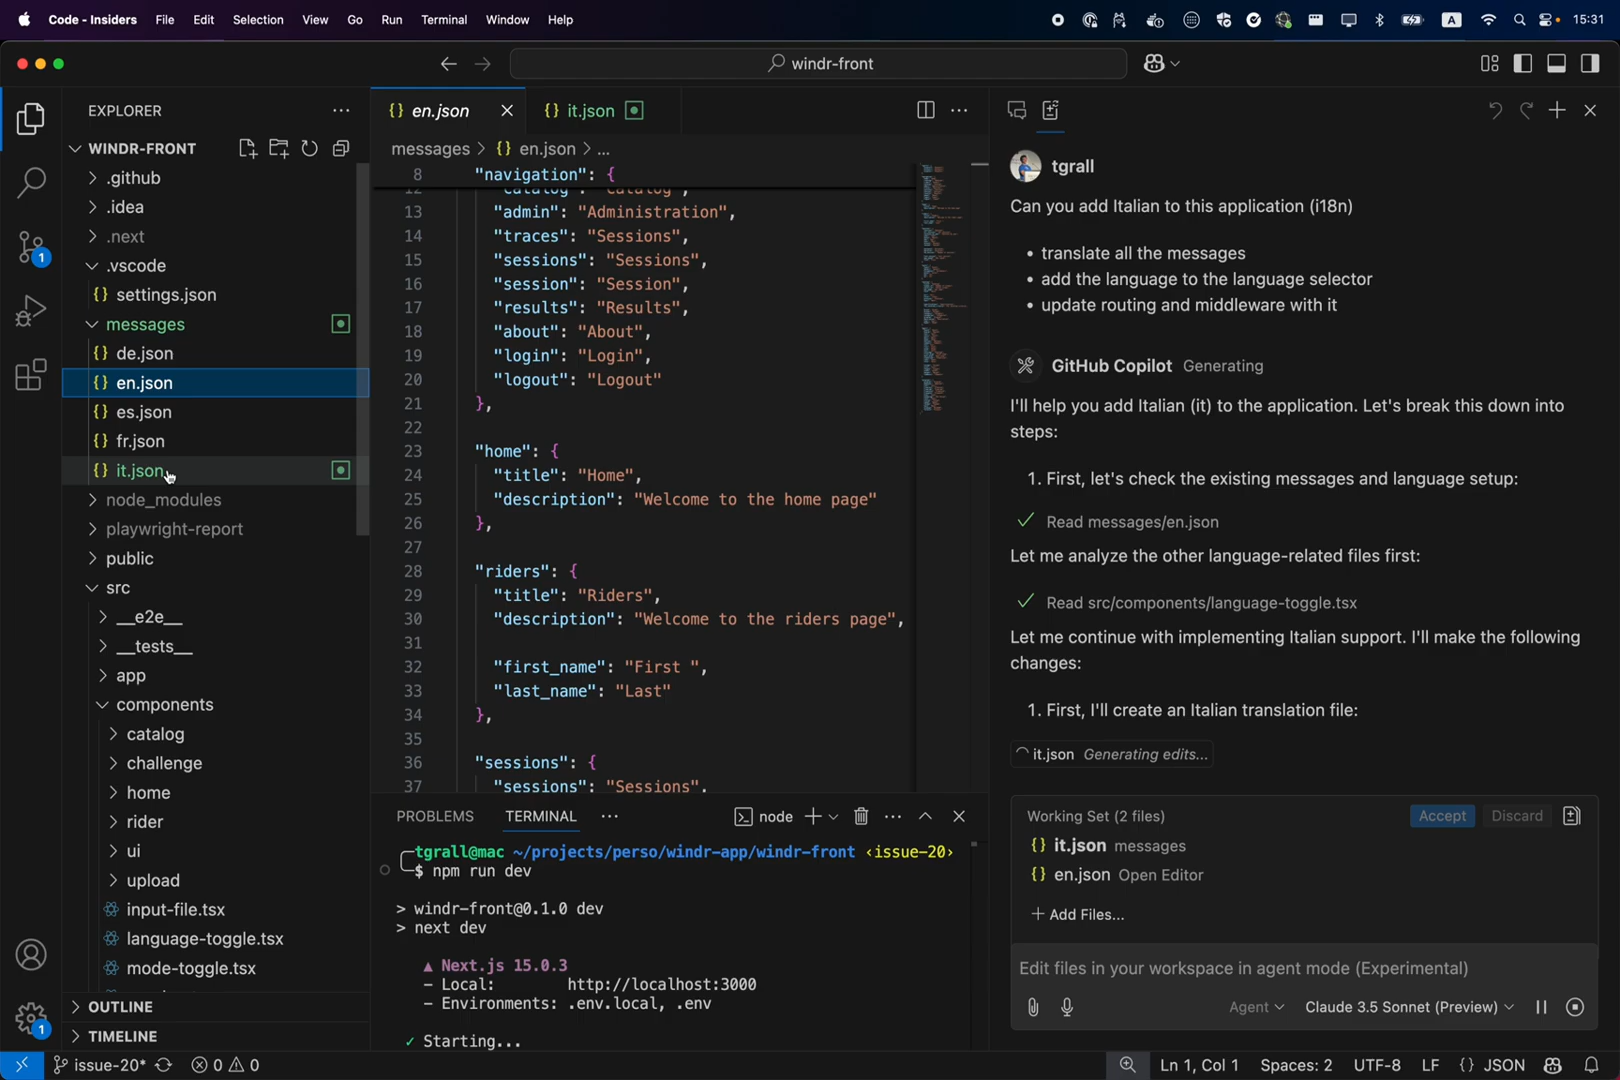 Code - Insiders File Edit Selection View Go Run Terminal Window Help
A 15:31
windr-front
EXPLORER
WINDR-FRONT
.github
.idea
.next
.vscode
{} settings.json
messages
{} de.json
{} en.json
{} es.json
{} fr.json
{} it.json
node_modules
playwright-report
public
src
__e2e__
__tests__
app
components
catalog
challenge
home
rider
ui
upload
input-file.tsx
language-toggle.tsx
mode-toggle.tsx
OUTLINE
TIMELINE
1
1
{} en.json
{} it.json
messages > {} en.json > ...
8 "navigation": {
12 "catalog": "Catalog",
13 "admin": "Administration",
14 "traces": "Sessions",
15 "sessions": "Sessions",
16 "session": "Session",
17 "results": "Results",
18 "about": "About",
19 "login": "Login",
20 "logout": "Logout"
21 },
22
23 "home": {
24 "title": "Home",
25 "description": "Welcome to the home page"
26 },
27
28 "riders": {
29 "title": "Riders",
30 "description": "Welcome to the riders page",
31
32 "first_name": "First ",
33 "last_name": "Last"
34 },
35
36 "sessions": {
37 "sessions": "Sessions",
PROBLEMS TERMINAL ... node
tgrall@mac ~/projects/perso/windr-app/windr-front ‹issue-20›
$ npm run dev
> windr-front@0.1.0 dev
> next dev
▲ Next.js 15.0.3
- Local: http://localhost:3000
- Environments: .env.local, .env
✓ Starting...
tgrall
Can you add Italian to this application (i18n)
• translate all the messages
• add the language to the language selector
• update routing and middleware with it
GitHub Copilot Generating
I'll help you add Italian (it) to the application. Let's break this down into
steps:
1. First, let's check the existing messages and language setup:
✓ Read messages/en.json
Let me analyze the other language-related files first:
✓ Read src/components/language-toggle.tsx
Let me continue with implementing Italian support. I'll make the following
changes:
1. First, I'll create an Italian translation file:
it.json Generating edits...
Working Set (2 files) Accept Discard
{} it.json messages
{} en.json Open Editor
+ Add Files...
Edit files in your workspace in agent mode (Experimental)
Agent Claude 3.5 Sonnet (Preview)
issue-20* 0 0
Ln 1, Col 1 Spaces: 2 UTF-8 LF {} JSON